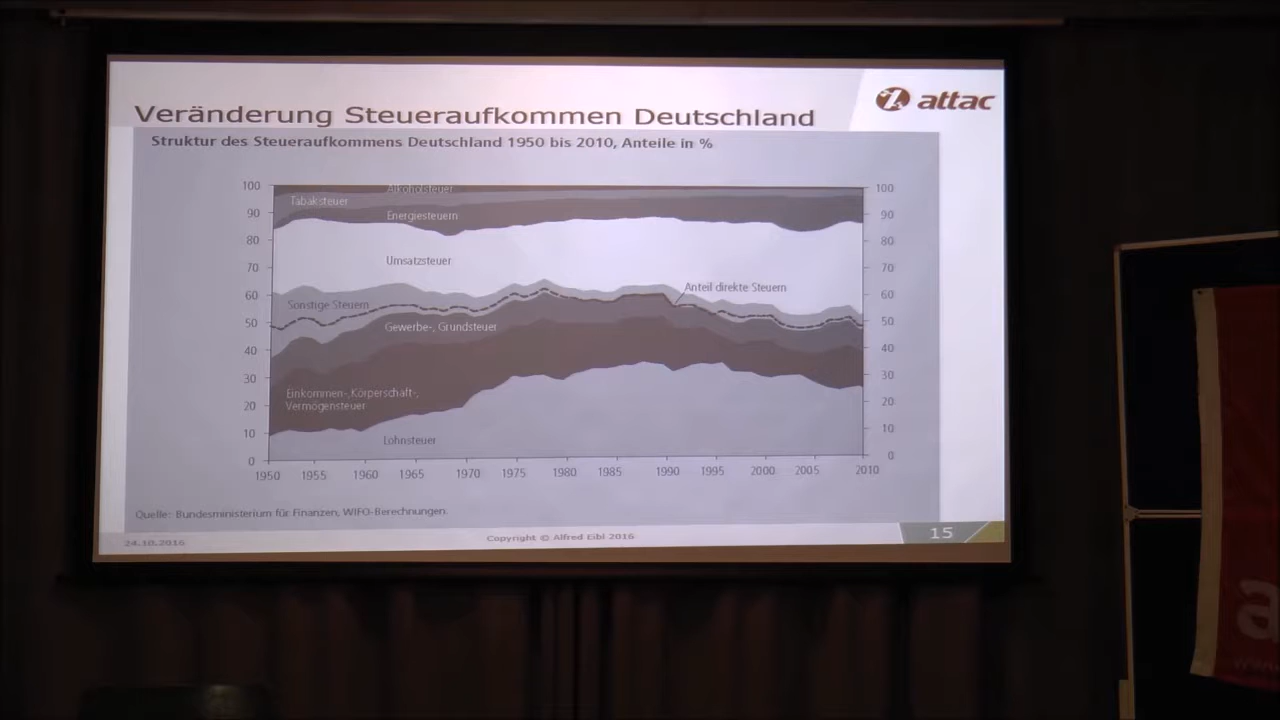 Veränderung Steueraufkommen Deutschland
attac
Struktur des Steueraufkommens Deutschland 1950 bis 2010, Anteile in %
100
90
80
70
60
50
40
30
20
10
0
Alkoholsteuer
Tabaksteuer
Energiesteuern
Umsatzsteuer
Anteil direkte Steuern
Sonstige Steuern
Gewerbe-, Grundsteuer
Einkommen-,Körperschaft-,
Vermögensteuer
Lohnsteuer
100
90
80
70
60
50
40
30
20
10
0
1950 1955 1960 1965 1970 1975 1980 1985 1990 1995 2000 2005 2010
Quelle: Bundesministerium für Finanzen, WIFO-Berechnungen.
24.10.2016
Copyright © Alfred Eibl 2016
15
a